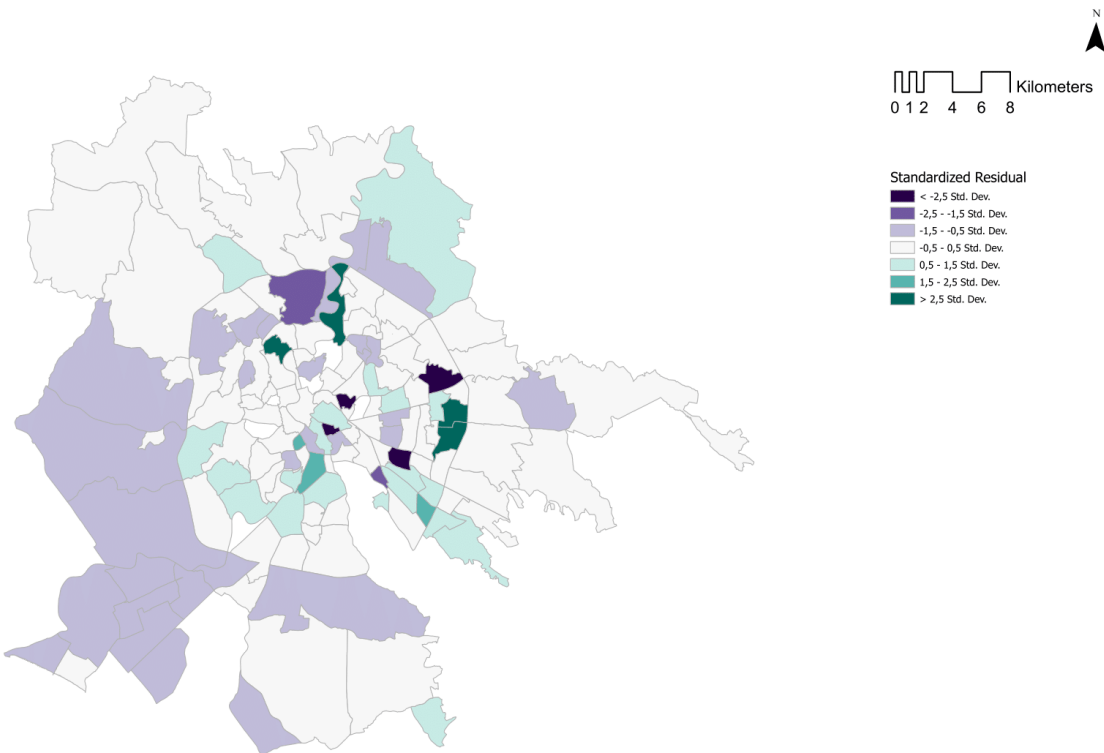 N
Kilometers
0 1 2 4 6 8
Standardized Residual
< -2,5 Std. Dev.
-2,5 - -1,5 Std. Dev.
-1,5 - -0,5 Std. Dev.
-0,5 - 0,5 Std. Dev.
0,5 - 1,5 Std. Dev.
1,5 - 2,5 Std. Dev.
> 2,5 Std. Dev.